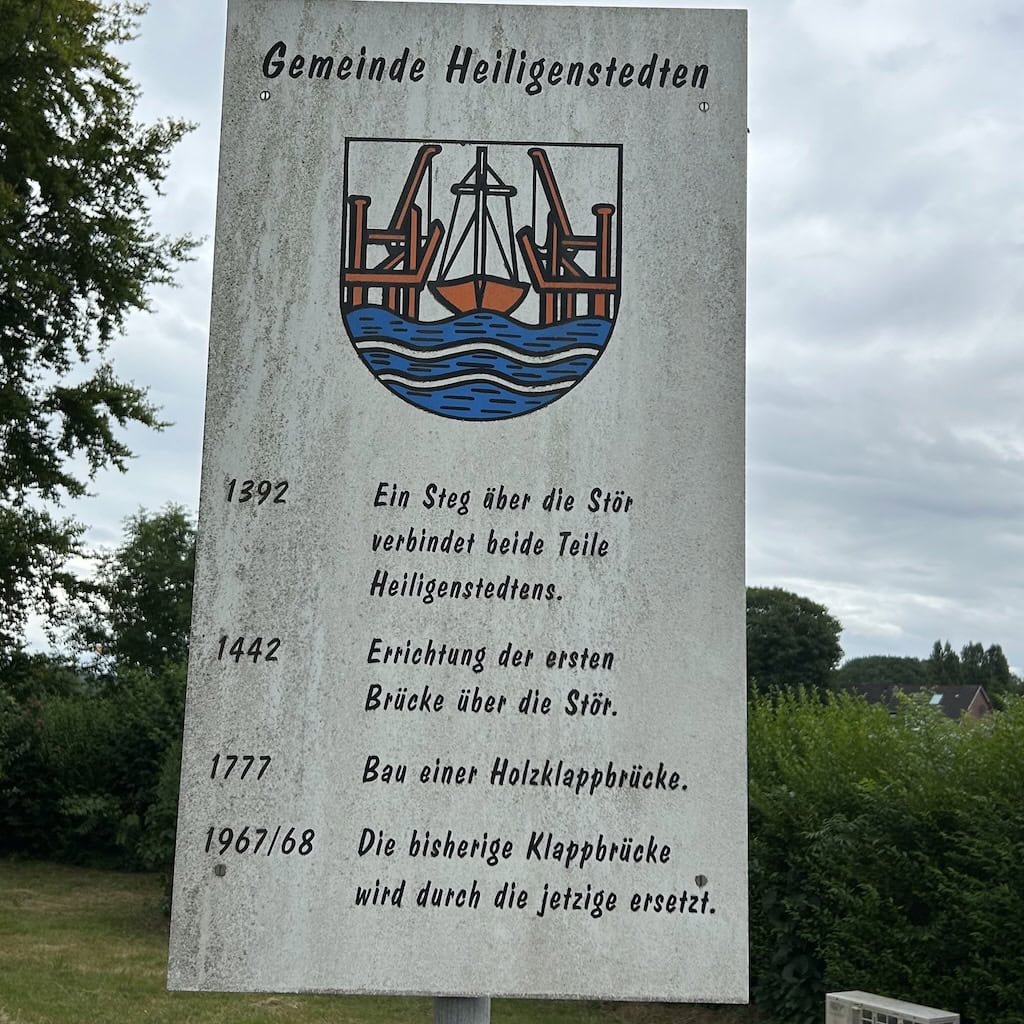 Gemeinde Heiligenstedten
1392 Ein Steg über die Stör
verbindet beide Teile
Heiligenstedtens.
1442 Errichtung der ersten
Brücke über die Stör.
1777 Bau einer Holzklappbrücke.
1967/68 Die bisherige Klappbrücke
wird durch die jetzige ersetzt.